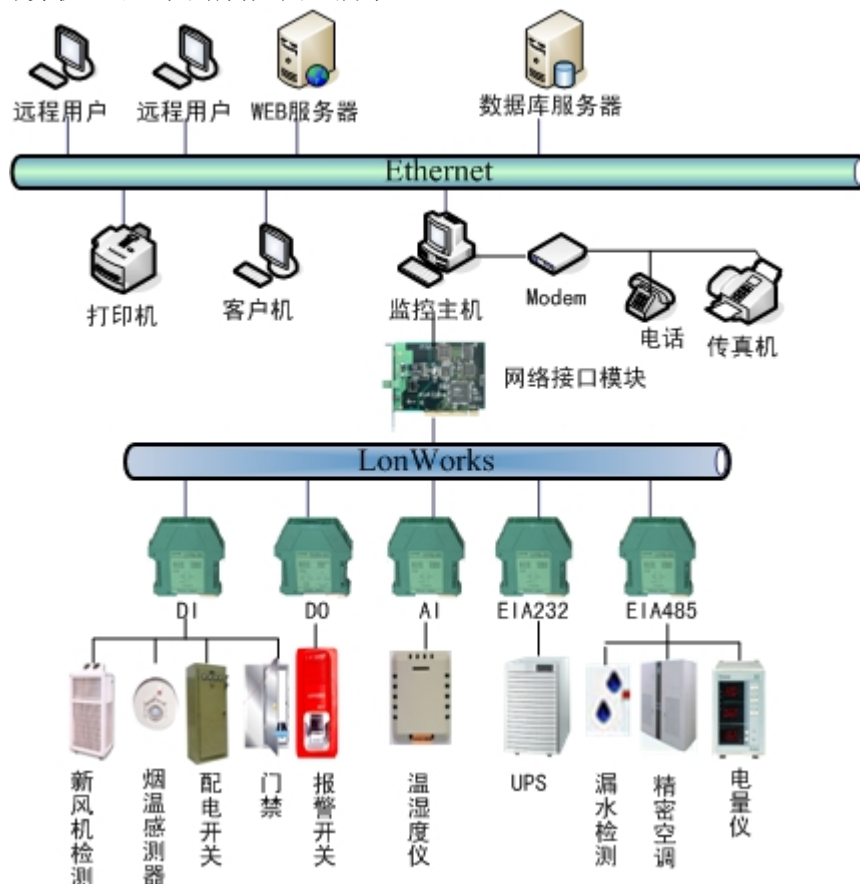 远程用户
远程用户
WEB服务器
数据库服务器
Ethernet
打印机
客户机
监控主机
Modem
电话
传真机
网络接口模块
LonWorks
DI
DO
AI
EIA232
EIA485
新风机检测
烟温感测器
配电开关
门禁
报警开关
温湿度仪
UPS
漏水检测
精密空调
电量仪